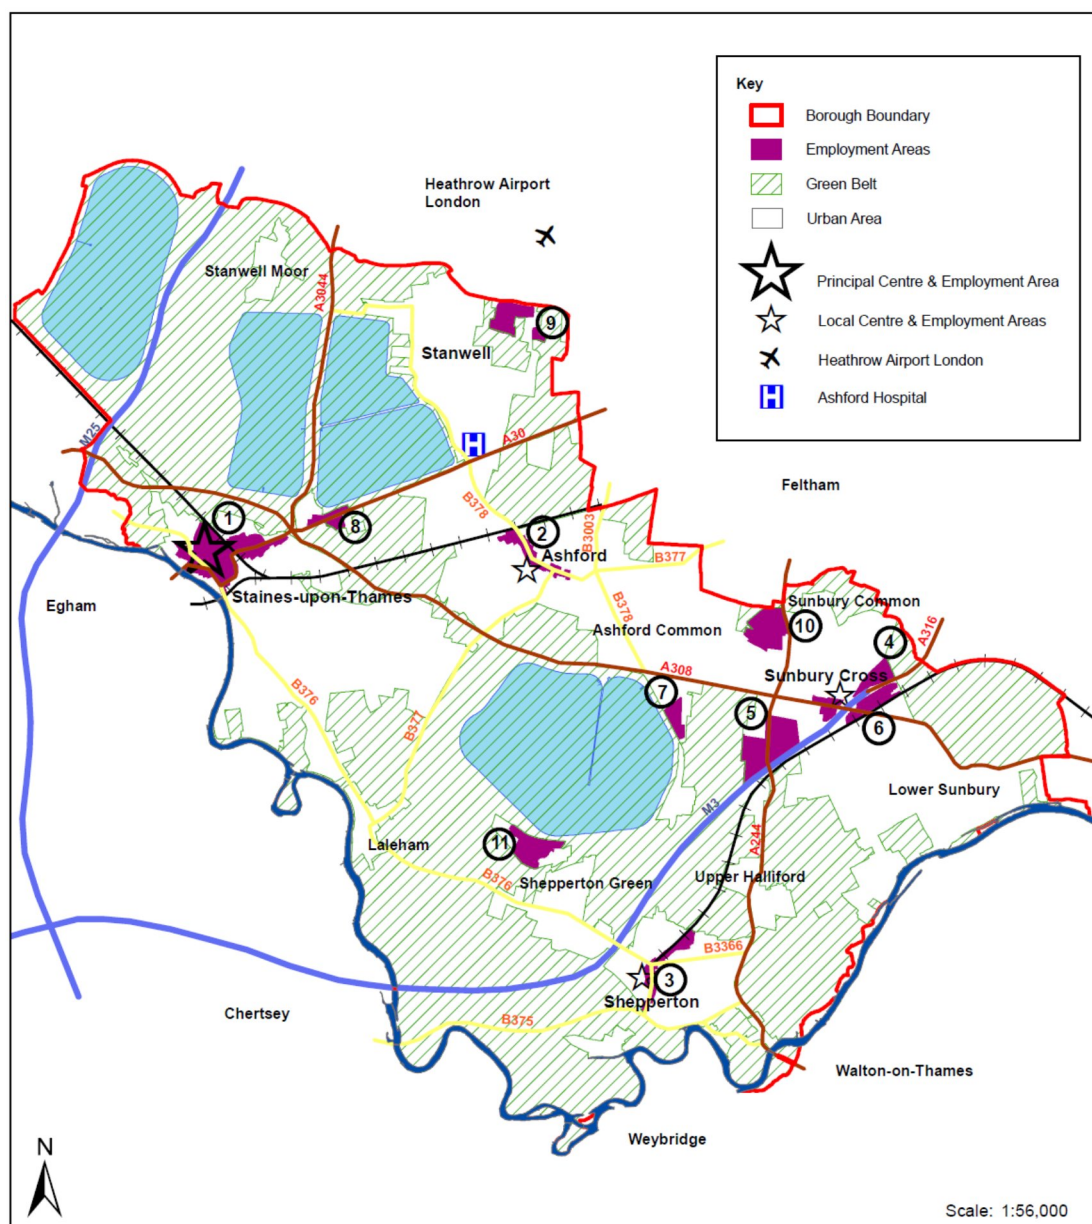 Key
Borough Boundary
Employment Areas
Green Belt
Urban Area
Principal Centre & Employment Area
Local Centre & Employment Areas
Heathrow Airport London
H
Ashford Hospital
Heathrow Airport
London
Stanwell Moor
A3044
9
Stanwell
M25
H
A30
Feltham
B378
1
8
2
B3003
Ashford
B377
Egham
Staines-upon-Thames
B378
Ashford Common
Sunbury Common
10
A316
4
A308
Sunbury Cross
B376
7
5
B377
6
Lower Sunbury
M3
A244
Laleham
11
B376
Shepperton Green
Upper Halliford
B3366
3
Shepperton
Chertsey
B375
Walton-on-Thames
Weybridge
N
Scale: 1:56,000